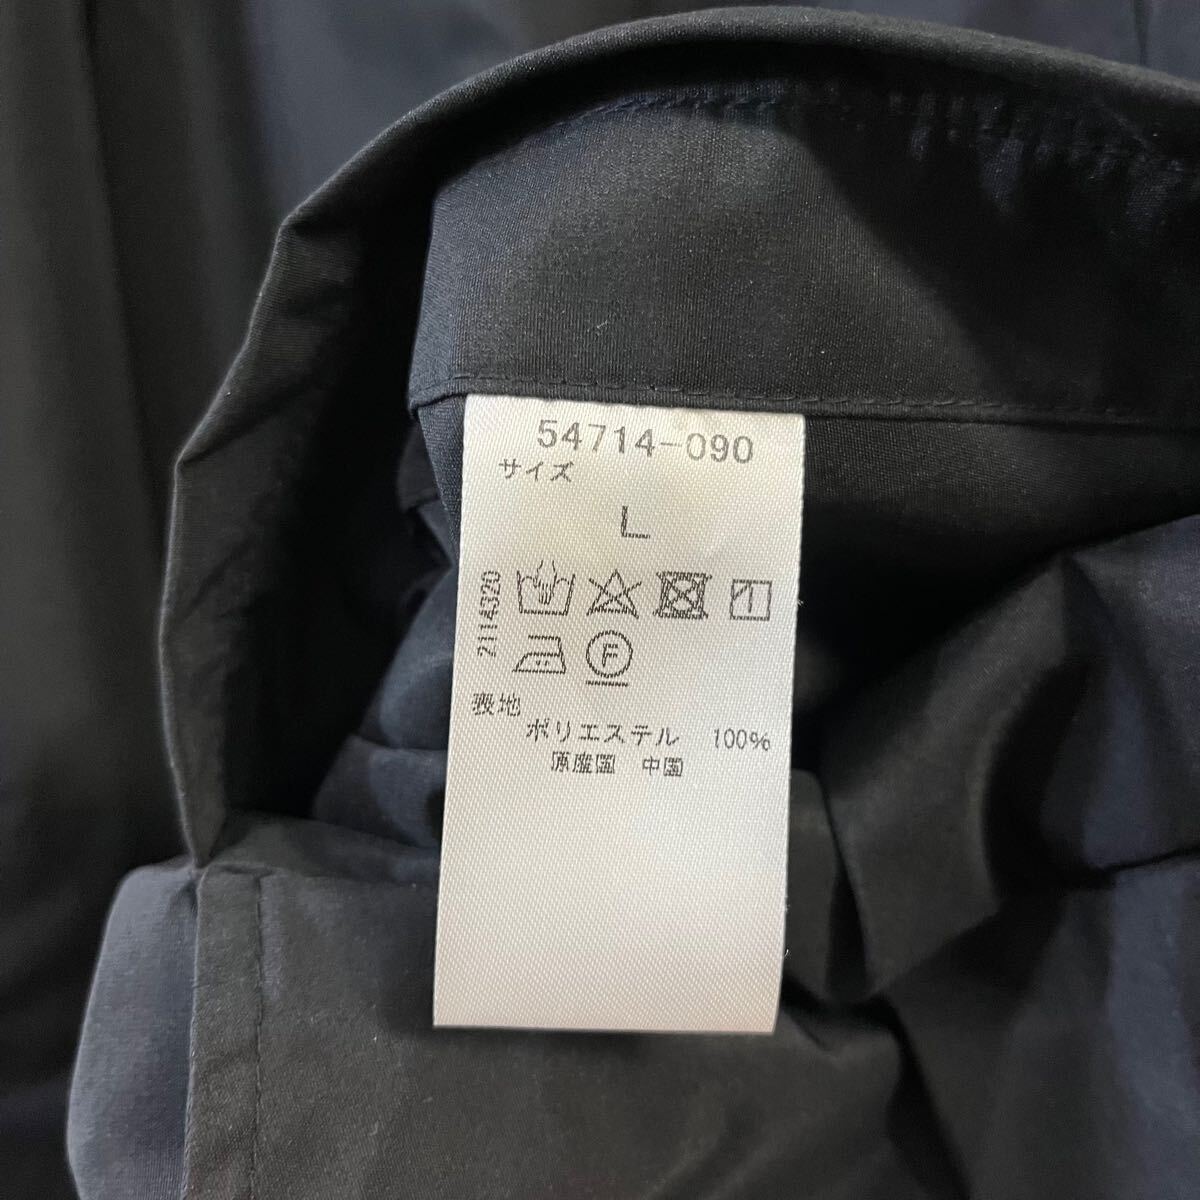 54714-090
サイズ
L
2114320
F
表地
ポリエステル 100%
原産国 中国